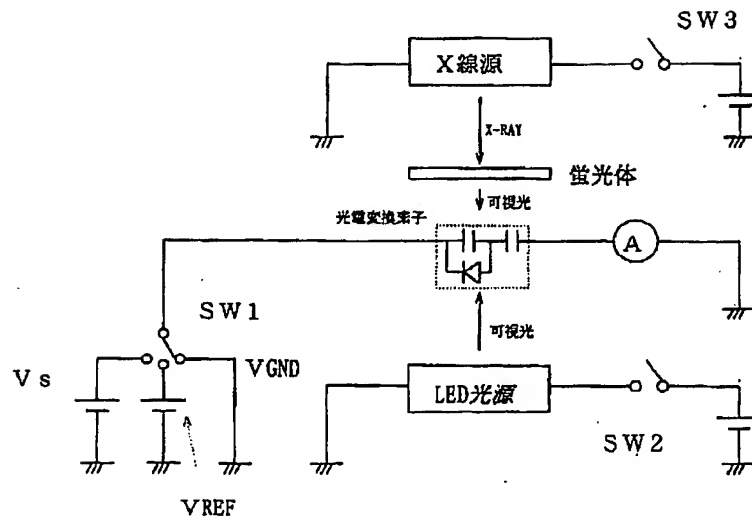 SW3
X線源
X-RAY
蛍光体
可視光
光電変換素子
A
SW1
可視光
Vs
VGND
LED光源
SW2
VREF